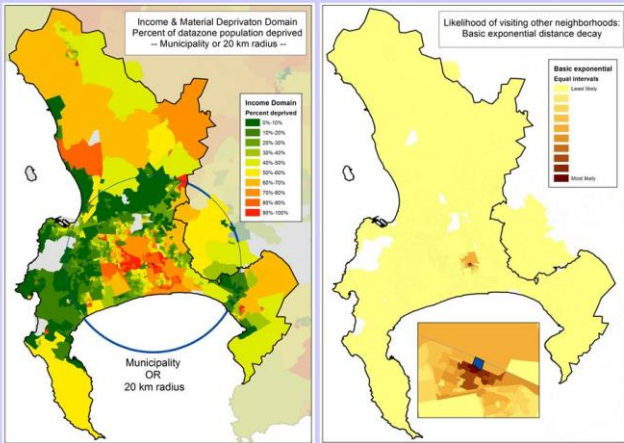 Income & Material Deprivaton Domain
Percent of datazone population deprived
-- Municipality or 20 km radius --
Income Domain
Percent deprived
0%-10%
10%-20%
20%-30%
30%-40%
40%-50%
50%-60%
60%-70%
70%-80%
80%-90%
90%-100%
Municipality
OR
20 km radius
Likelihood of visiting other neighborhoods:
Basic exponential distance decay
Basic exponential
Equal intervals
Least likely
Most likely